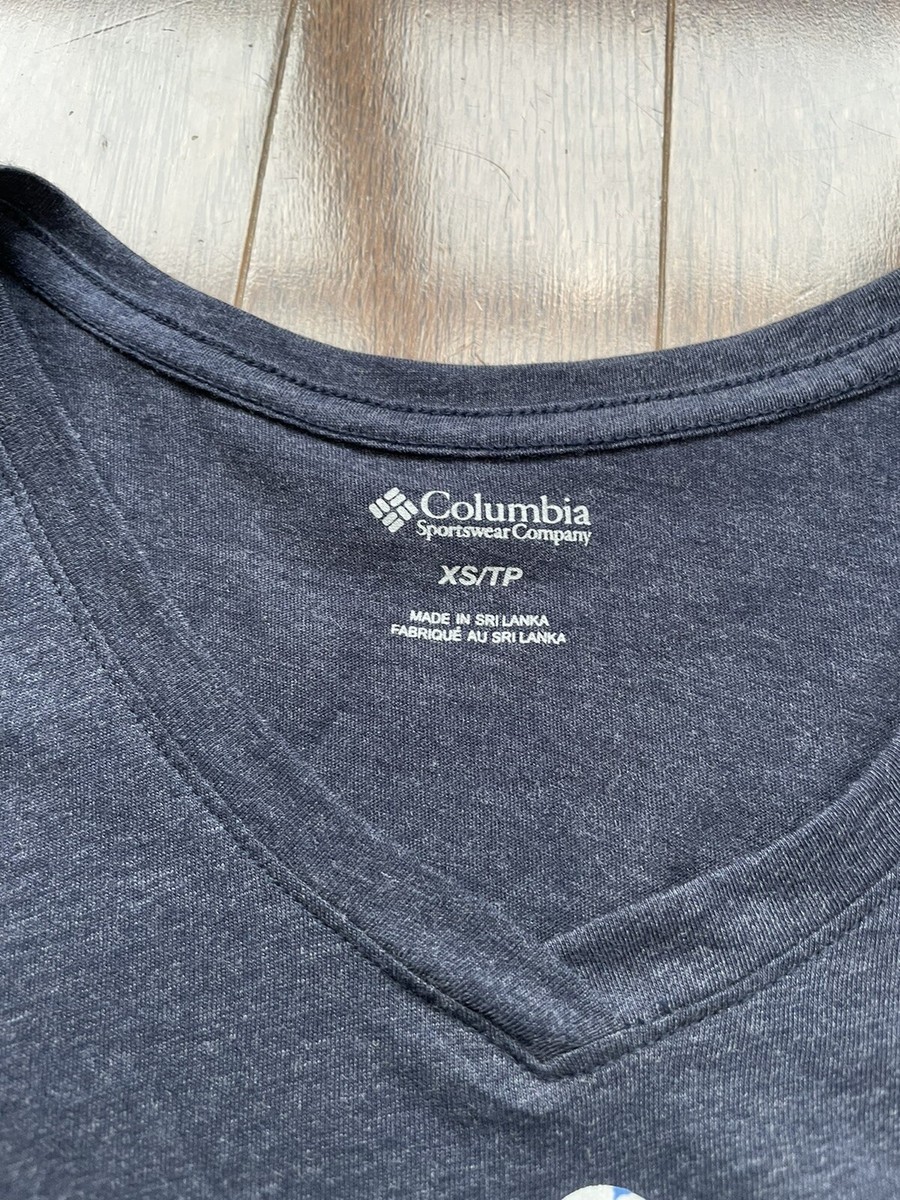 Columbia
Sportswear Company
XS/TP
MADE IN SRI LANKA
FABRIQUÉ AU SRI LANKA